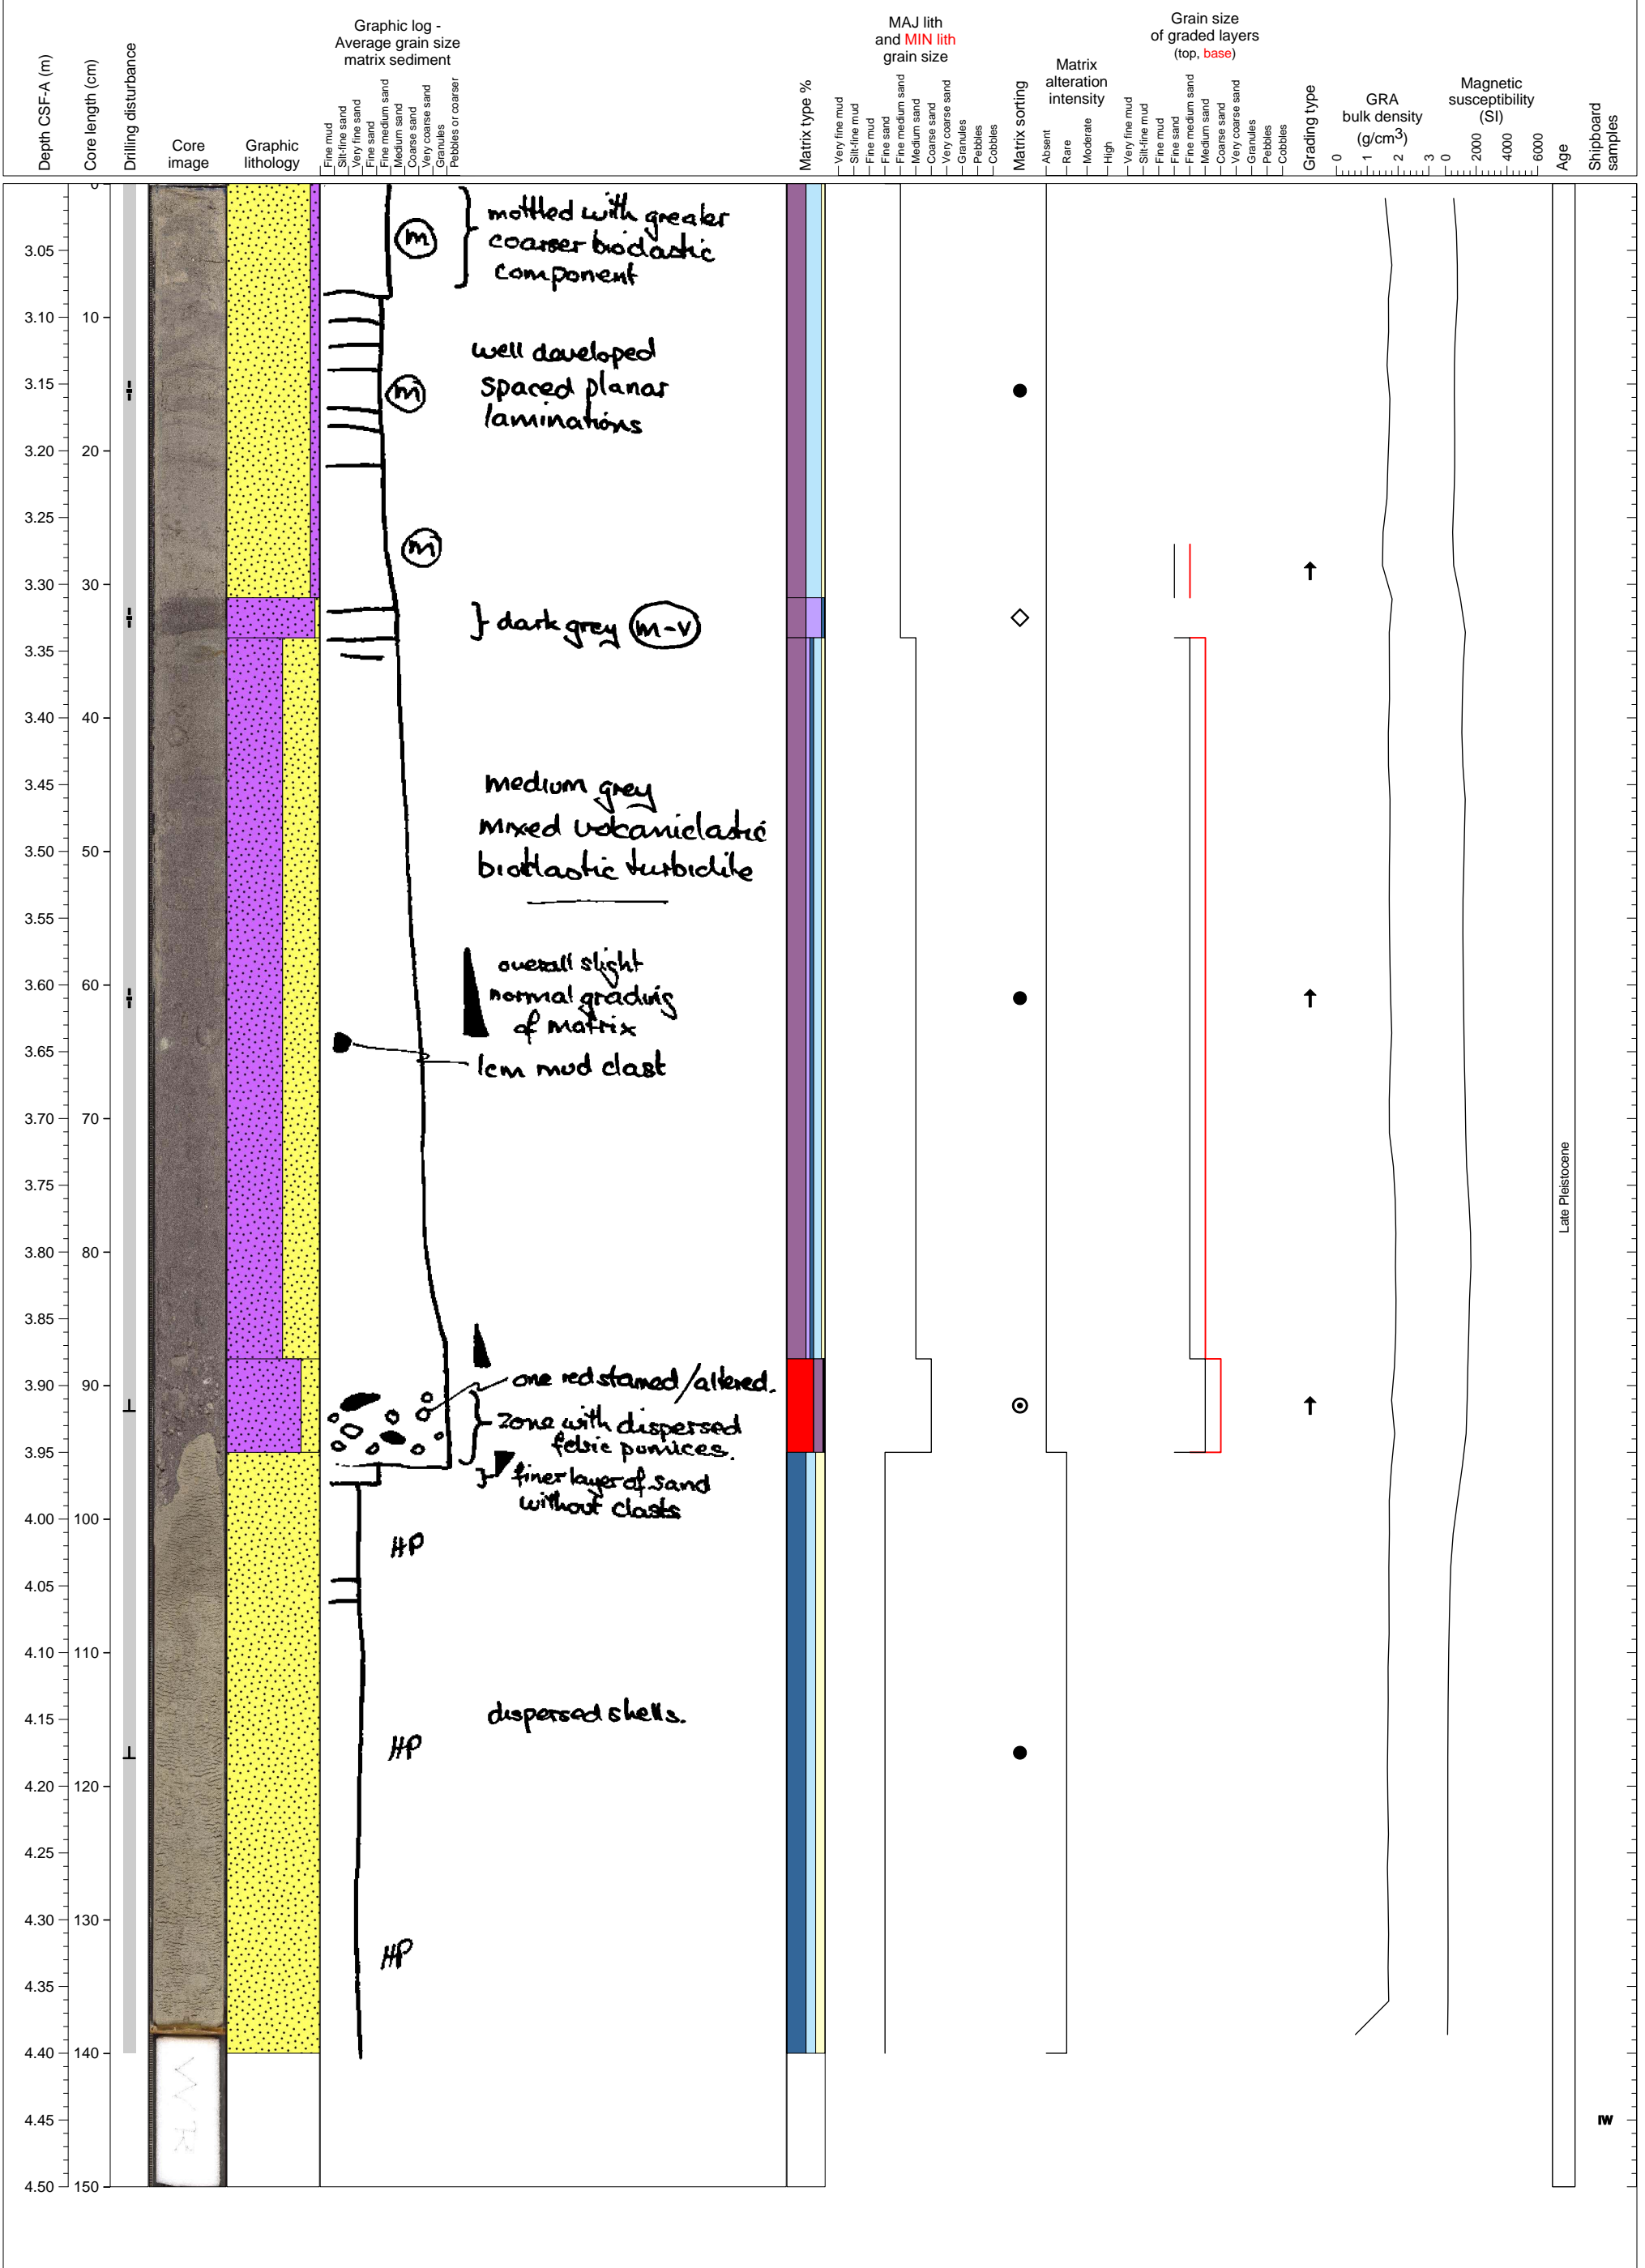 Depth CSF-A (m)
Core length (cm)
Drilling disturbance
Core
image
Graphic
lithology
Graphic log -
Average grain size
matrix sediment
Fine mud
Silt-fine sand
Very fine sand
Fine sand
Fine medium sand
Medium sand
Coarse sand
Very coarse sand
Granules
Pebbles or coarser
Matrix type %
MAJ lith
and MIN lith
grain size
Very fine mud
Silt-fine mud
Fine mud
Fine sand
Fine medium sand
Medium sand
Coarse sand
Very coarse sand
Granules
Pebbles
Cobbles
Matrix sorting
Matrix
alteration
intensity
Absent
Rare
Moderate
High
Grain size
of graded layers
(top, base)
Very fine mud
Silt-fine mud
Fine mud
Fine sand
Fine medium sand
Medium sand
Coarse sand
Very coarse sand
Granules
Pebbles
Cobbles
Grading type
GRA
bulk density
(g/cm3)
0 1 2 3
Magnetic
susceptibility
(SI)
0 2000 4000 6000
Age
Shipboard
samples
0
3.05
3.10 10
3.15
3.20 20
3.25
3.30 30
3.35
3.40 40
3.45
3.50 50
3.55
3.60 60
3.65
3.70 70
3.75
3.80 80
3.85
3.90 90
3.95
4.00 100
4.05
4.10 110
4.15
4.20 120
4.25
4.30 130
4.35
4.40 140
4.45
4.50 150
m
mottled with greater
coarser bioclastic
component
m
well developed
spaced planar
laminations
m
} dark grey m-v
medium grey
mixed volcaniclastic
bioclastic turbidite
overall slight
normal grading
of matrix
1cm mud clast
one red stained/altered.
zone with dispersed
felsic pumices.
finer layer of sand
without clasts
HP
dispersed shells.
HP
HP
Late Pleistocene
IW
WR